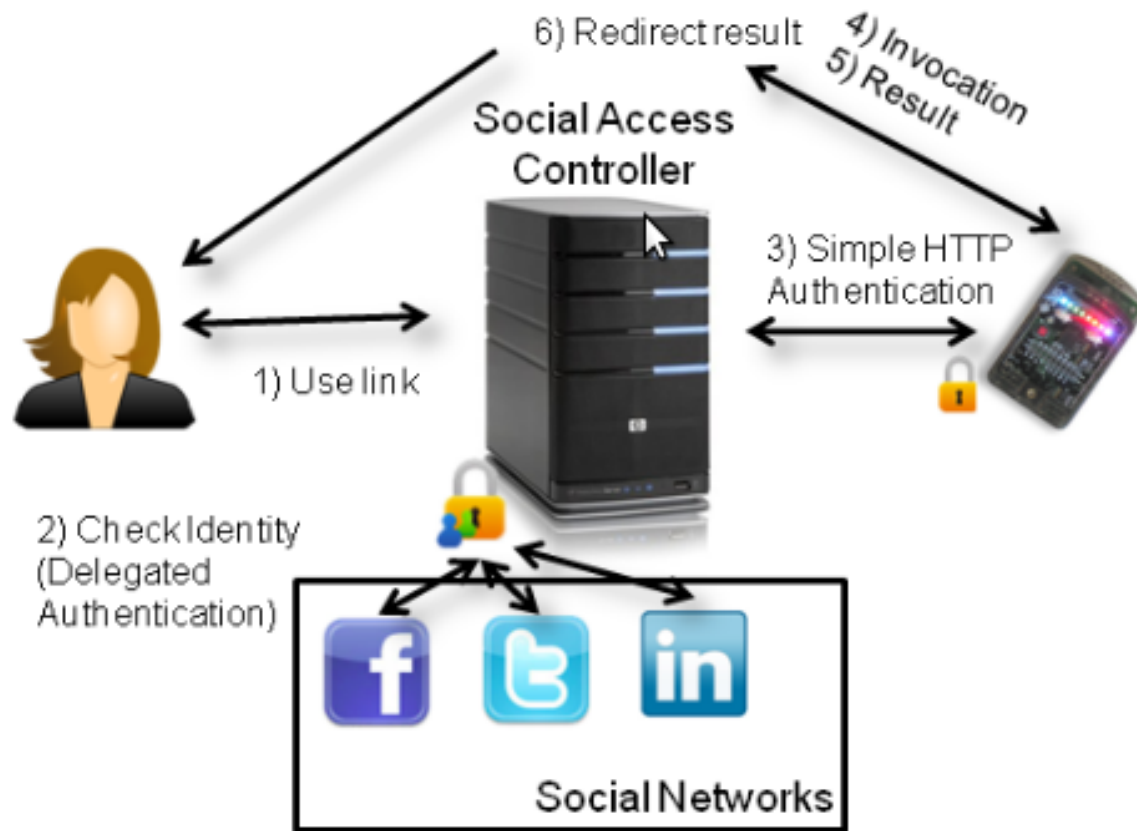 6) Redirect result
4) Invocation
5) Result
Social Access
Controller
3) Simple HTTP
Authentication
1) Use link
2) Check Identity
(Delegated
Authentication)
f
t
in
Social Networks